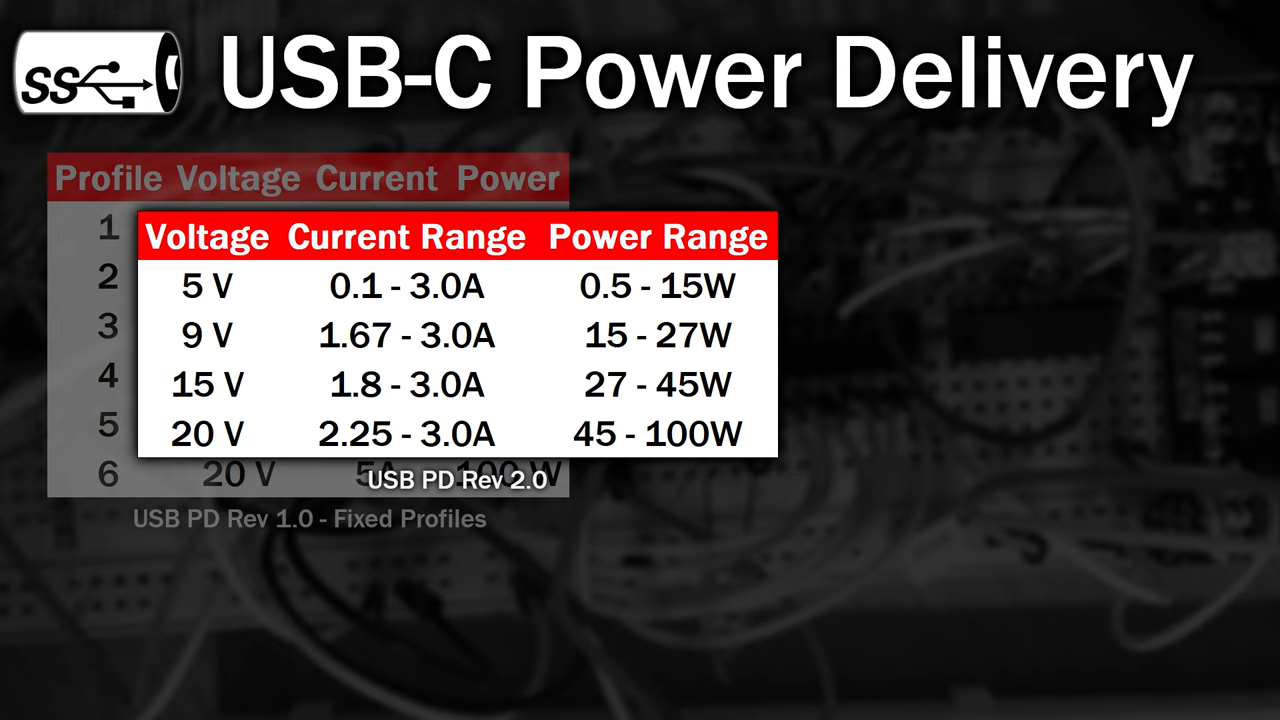 SS
USB-C Power Delivery
Profile Voltage Current Power
1
2
3
4
5
6 20 V 5A 100W
Voltage Current Range Power Range
5 V 0.1 - 3.0A 0.5 - 15W
9 V 1.67 - 3.0A 15 - 27W
15 V 1.8 - 3.0A 27 - 45W
20 V 2.25 - 3.0A 45 - 100W
USB PD Rev 2.0
USB PD Rev 1.0 - Fixed Profiles